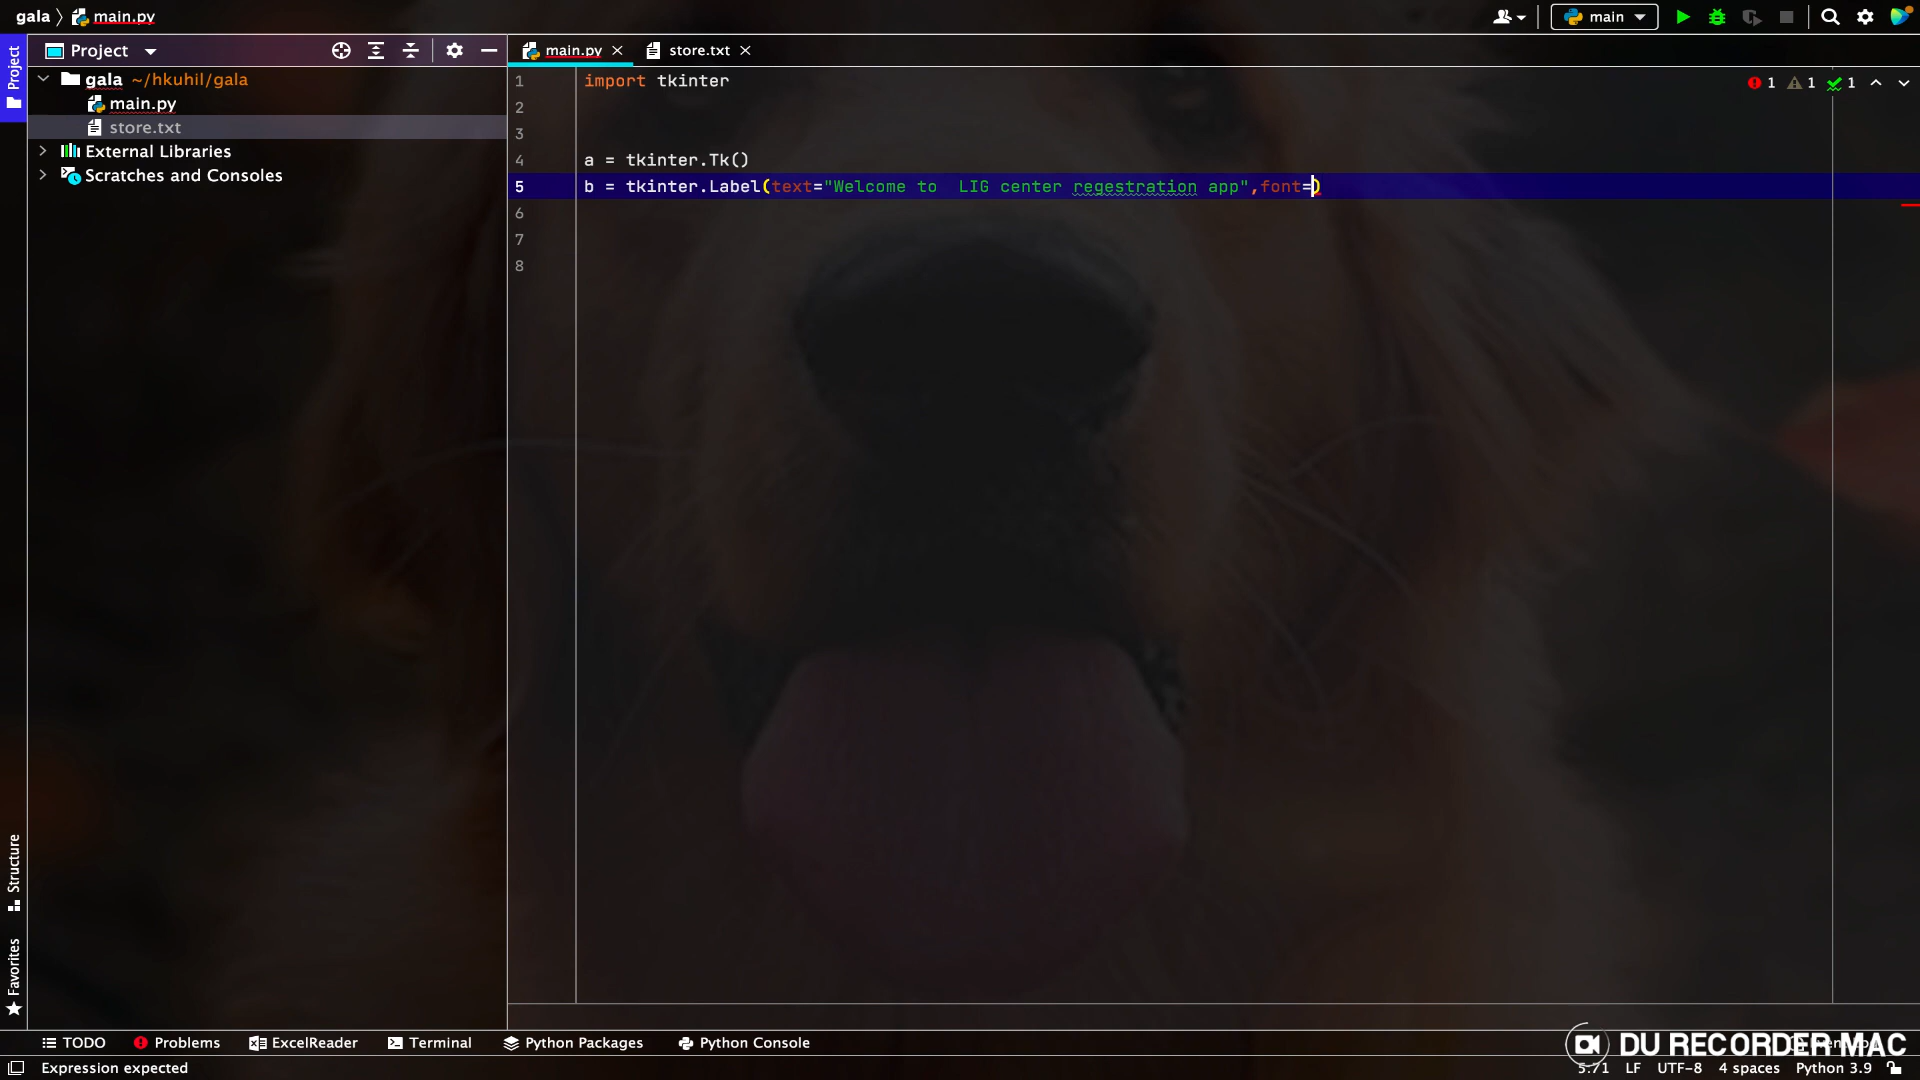 gala main.py
main
Project
main.py
store.txt
Project
gala ~/hkuhil/gala
main.py
store.txt
External Libraries
Scratches and Consoles
1 import tkinter
1 1 1
2
3
4 a = tkinter.Tk()
5 b = tkinter.Label(text="Welcome to  LIG center regestration app",font=)
6
7
8
Structure
Favorites
TODO
Problems
ExcelReader
Terminal
Python Packages
Python Console
DU RECORDER MAC
Expression expected
5:71 LF UTF-8 4 spaces Python 3.9